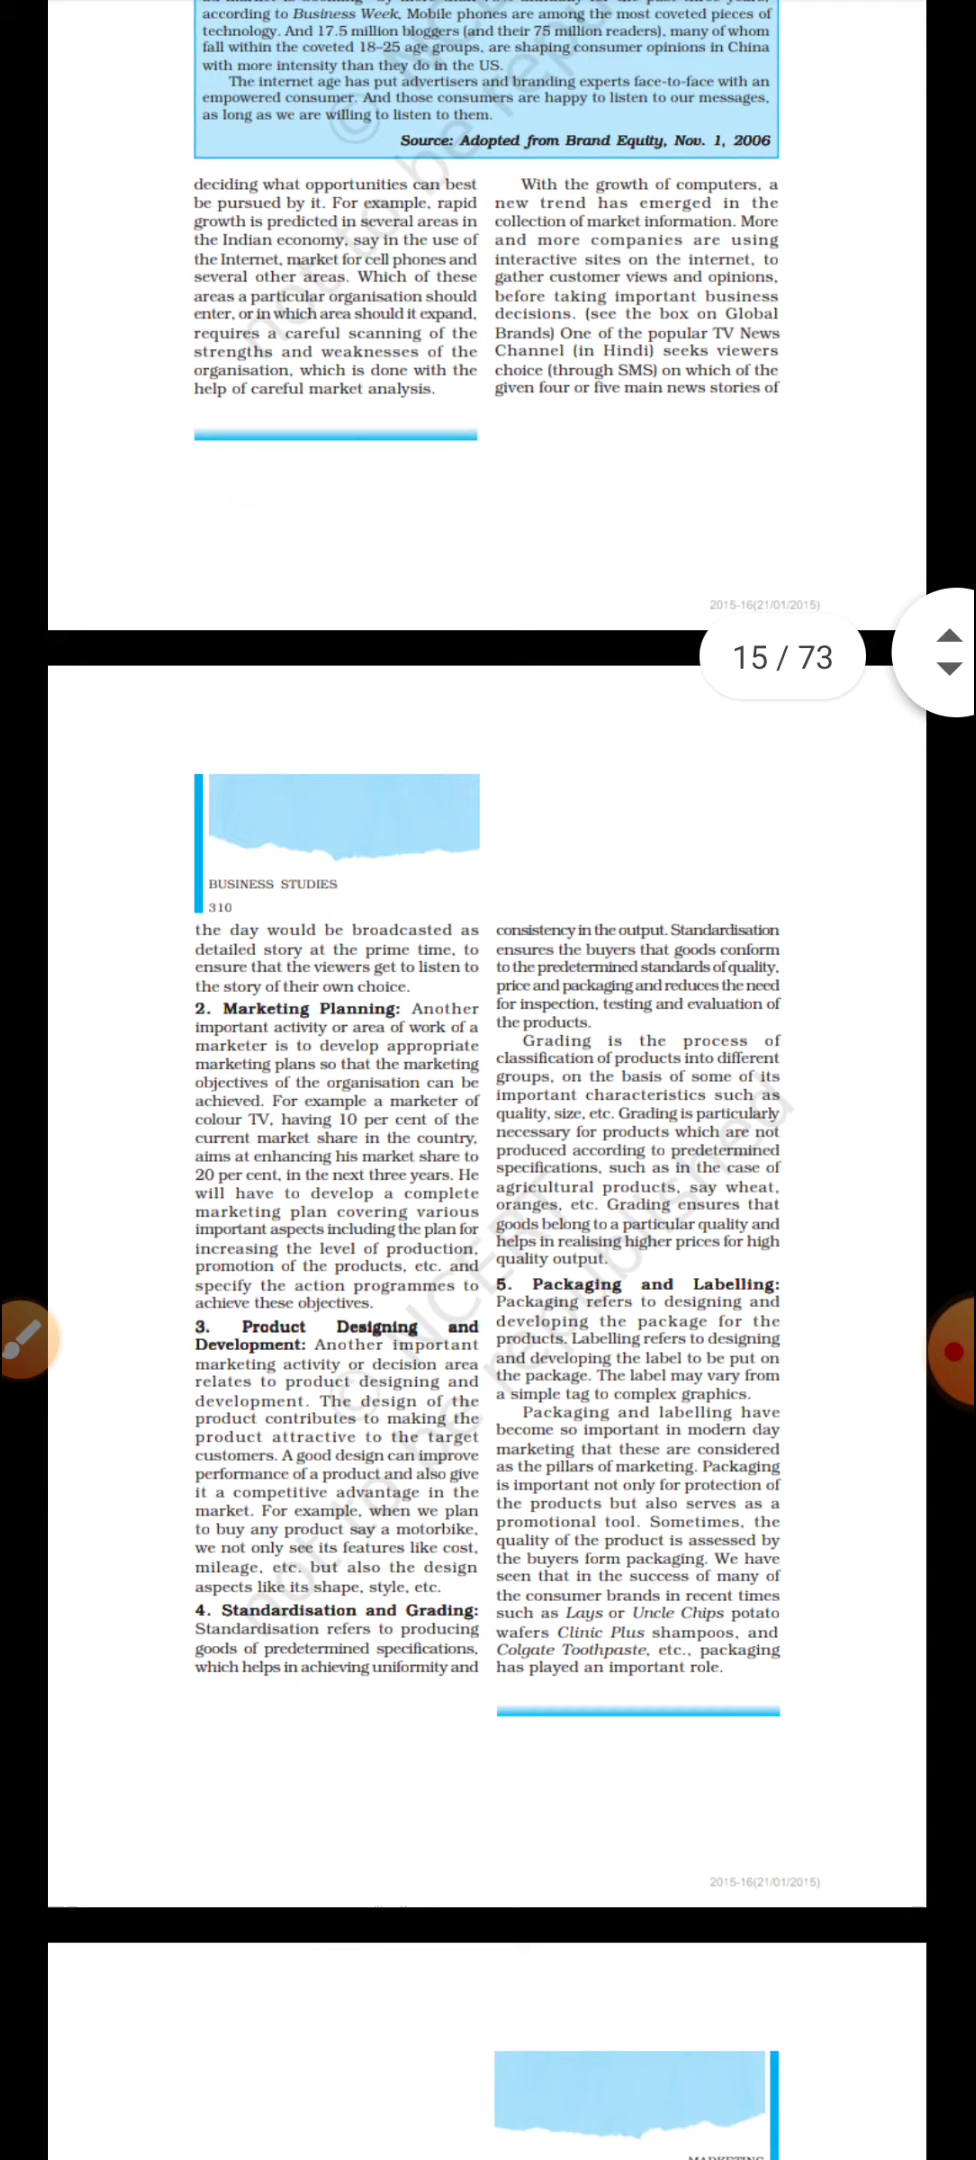 according to Business Week, Mobile phones are among the most coveted pieces of
technology. And 17.5 million bloggers (and their 75 million readers), many of whom
fall within the coveted 18–25 age groups, are shaping consumer opinions in China
with more intensity than they do in the US.
The internet age has put advertisers and branding experts face-to-face with an
empowered consumer. And those consumers are happy to listen to our messages,
as long as we are willing to listen to them.
Source: Adopted from Brand Equity, Nov. 1, 2006
deciding what opportunities can best
be pursued by it. For example, rapid
growth is predicted in several areas in
the Indian economy, say in the use of
the Internet, market for cell phones and
several other areas. Which of these
areas a particular organisation should
enter, or in which area should it expand,
requires a careful scanning of the
strengths and weaknesses of the
organisation, which is done with the
help of careful market analysis.
With the growth of computers, a
new trend has emerged in the
collection of market information. More
and more companies are using
interactive sites on the internet, to
gather customer views and opinions,
before taking important business
decisions. (see the box on Global
Brands) One of the popular TV News
Channel (in Hindi) seeks viewers
choice (through SMS) on which of the
given four or five main news stories of
2015-16(21/01/2015)
15 / 73
BUSINESS STUDIES
310
the day would be broadcasted as
detailed story at the prime time, to
ensure that the viewers get to listen to
the story of their own choice.
2. Marketing Planning: Another
important activity or area of work of a
marketer is to develop appropriate
marketing plans so that the marketing
objectives of the organisation can be
achieved. For example a marketer of
colour TV, having 10 per cent of the
current market share in the country,
aims at enhancing his market share to
20 per cent, in the next three years. He
will have to develop a complete
marketing plan covering various
important aspects including the plan for
increasing the level of production,
promotion of the products, etc. and
specify the action programmes to
achieve these objectives.
3. Product Designing and
Development: Another important
marketing activity or decision area
relates to product designing and
development. The design of the
product contributes to making the
product attractive to the target
customers. A good design can improve
performance of a product and also give
it a competitive advantage in the
market. For example, when we plan
to buy any product say a motorbike,
we not only see its features like cost,
mileage, etc. but also the design
aspects like its shape, style, etc.
4. Standardisation and Grading:
Standardisation refers to producing
goods of predetermined specifications,
which helps in achieving uniformity and
consistency in the output. Standardisation
ensures the buyers that goods conform
to the predetermined standards of quality,
price and packaging and reduces the need
for inspection, testing and evaluation of
the products.
Grading is the process of
classification of products into different
groups, on the basis of some of its
important characteristics such as
quality, size, etc. Grading is particularly
necessary for products which are not
produced according to predetermined
specifications, such as in the case of
agricultural products, say wheat,
oranges, etc. Grading ensures that
goods belong to a particular quality and
helps in realising higher prices for high
quality output.
5. Packaging and Labelling:
Packaging refers to designing and
developing the package for the
products. Labelling refers to designing
and developing the label to be put on
the package. The label may vary from
a simple tag to complex graphics.
Packaging and labelling have
become so important in modern day
marketing that these are considered
as the pillars of marketing. Packaging
is important not only for protection of
the products but also serves as a
promotional tool. Sometimes, the
quality of the product is assessed by
the buyers form packaging. We have
seen that in the success of many of
the consumer brands in recent times
such as Lays or Uncle Chips potato
wafers Clinic Plus shampoos, and
Colgate Toothpaste, etc., packaging
has played an important role.
© NCERT
not to be republished
2015-16(21/01/2015)